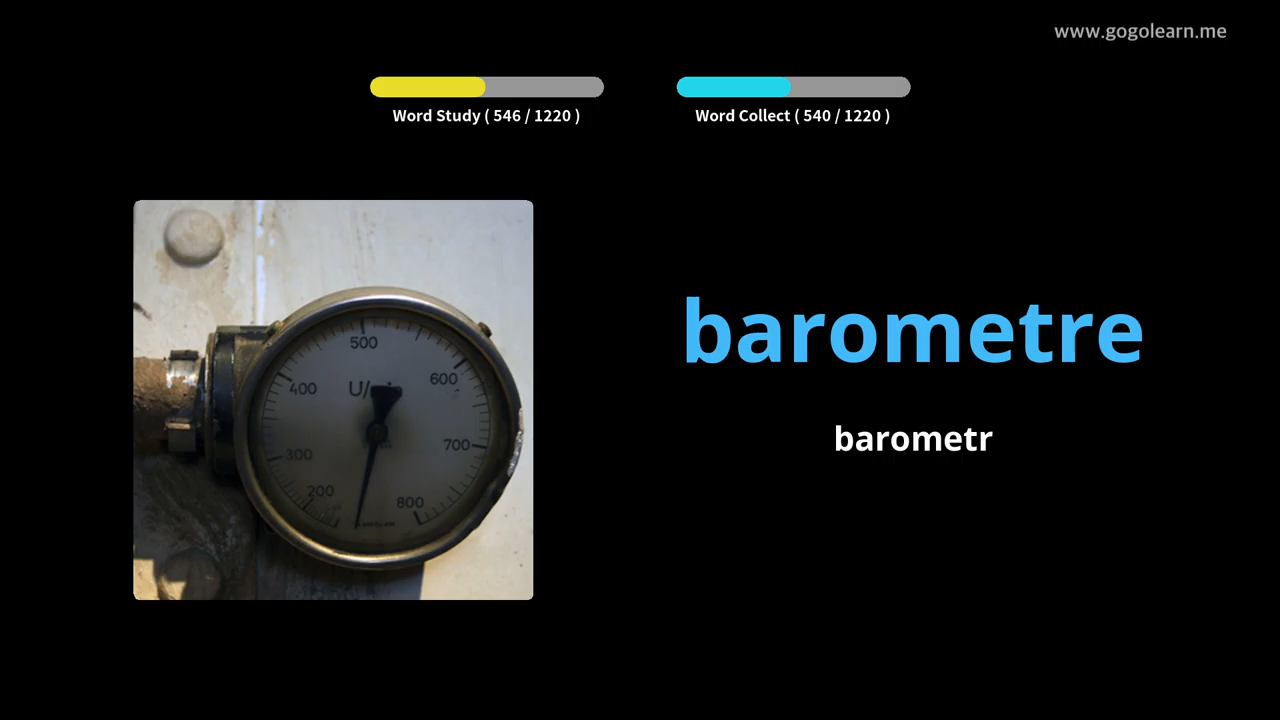 www.gogolearn.me
Word Study ( 546 / 1220 )
Word Collect ( 540 / 1220 )
barometre
barometr
500
400
600
U/
300
700
200
800